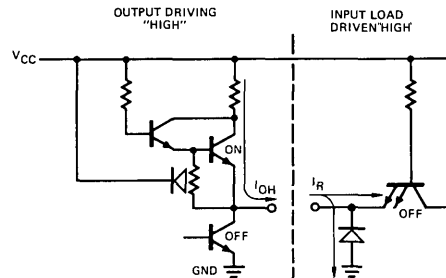 OUTPUT DRIVING
"HIGH"
INPUT LOAD
DRIVEN"HIGH"
VCC
ON
IOH
IR
OFF
OFF
GND